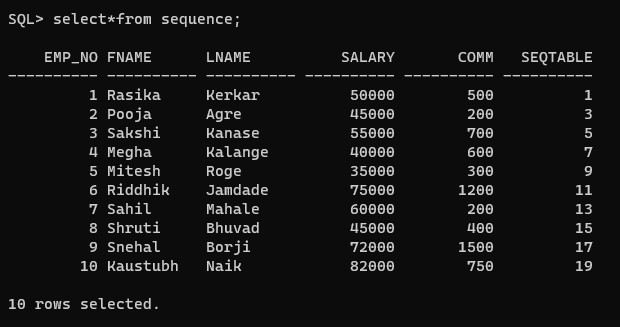 SQL> select*from sequence;
EMP_NO FNAME LNAME SALARY COMM SEQTABLE
---------- ---------- ---------- ---------- ---------- ----------
1 Rasika Kerkar 50000 500 1
2 Pooja Agre 45000 200 3
3 Sakshi Kanase 55000 700 5
4 Megha Kalange 40000 600 7
5 Mitesh Roge 35000 300 9
6 Riddhik Jamdade 75000 1200 11
7 Sahil Mahale 60000 200 13
8 Shruti Bhuvad 45000 400 15
9 Snehal Borji 72000 1500 17
10 Kaustubh Naik 82000 750 19
10 rows selected.